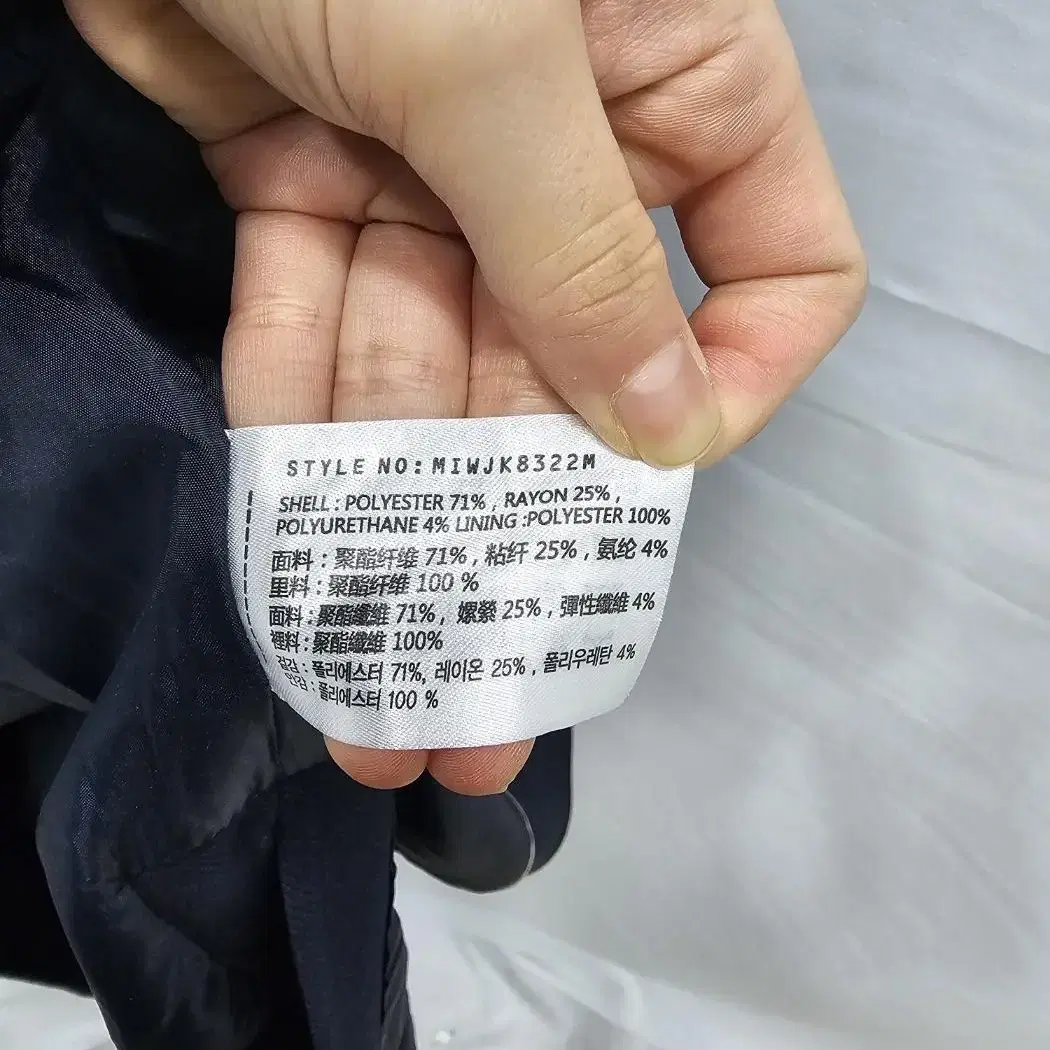 STYLE NO: MIWJK8322M
SHELL : POLYESTER 71% , RAYON 25% ,
POLYURETHANE 4% LINING :POLYESTER 100%
面料 : 聚酯纤维 71% , 粘纤 25% , 氨纶 4%
里料 : 聚酯纤维 100 %
面料 : 聚酯纖維 71% , 嫘縈 25% , 彈性纖維 4%
裡料 : 聚酯纖維 100%
겉감 : 폴리에스터 71%, 레이온 25% , 폴리우레탄 4%
안감 : 폴리에스터 100 %